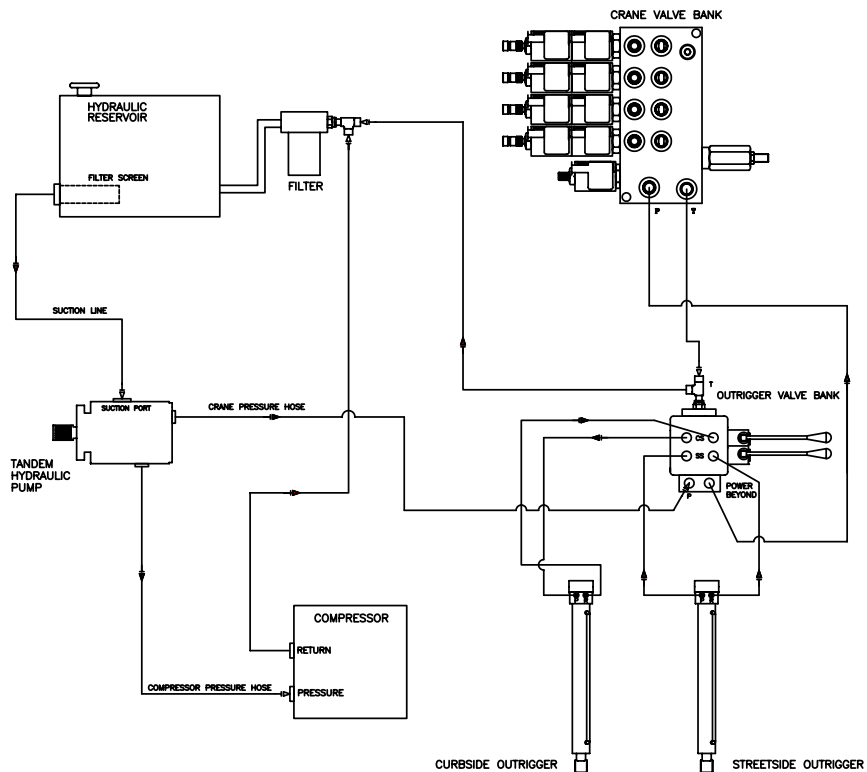 CRANE VALVE BANK
HYDRAULIC
RESERVOIR
FILTER SCREEN
FILTER
P T
SUCTION LINE
T
OUTRIGGER VALVE BANK
SUCTION PORT
CRANE PRESSURE HOSE
CS
SS
TANDEM
HYDRAULIC
PUMP
P
POWER
BEYOND
COMPRESSOR
RETURN
COMPRESSOR PRESSURE HOSE
PRESSURE
CURBSIDE OUTRIGGER
STREETSIDE OUTRIGGER